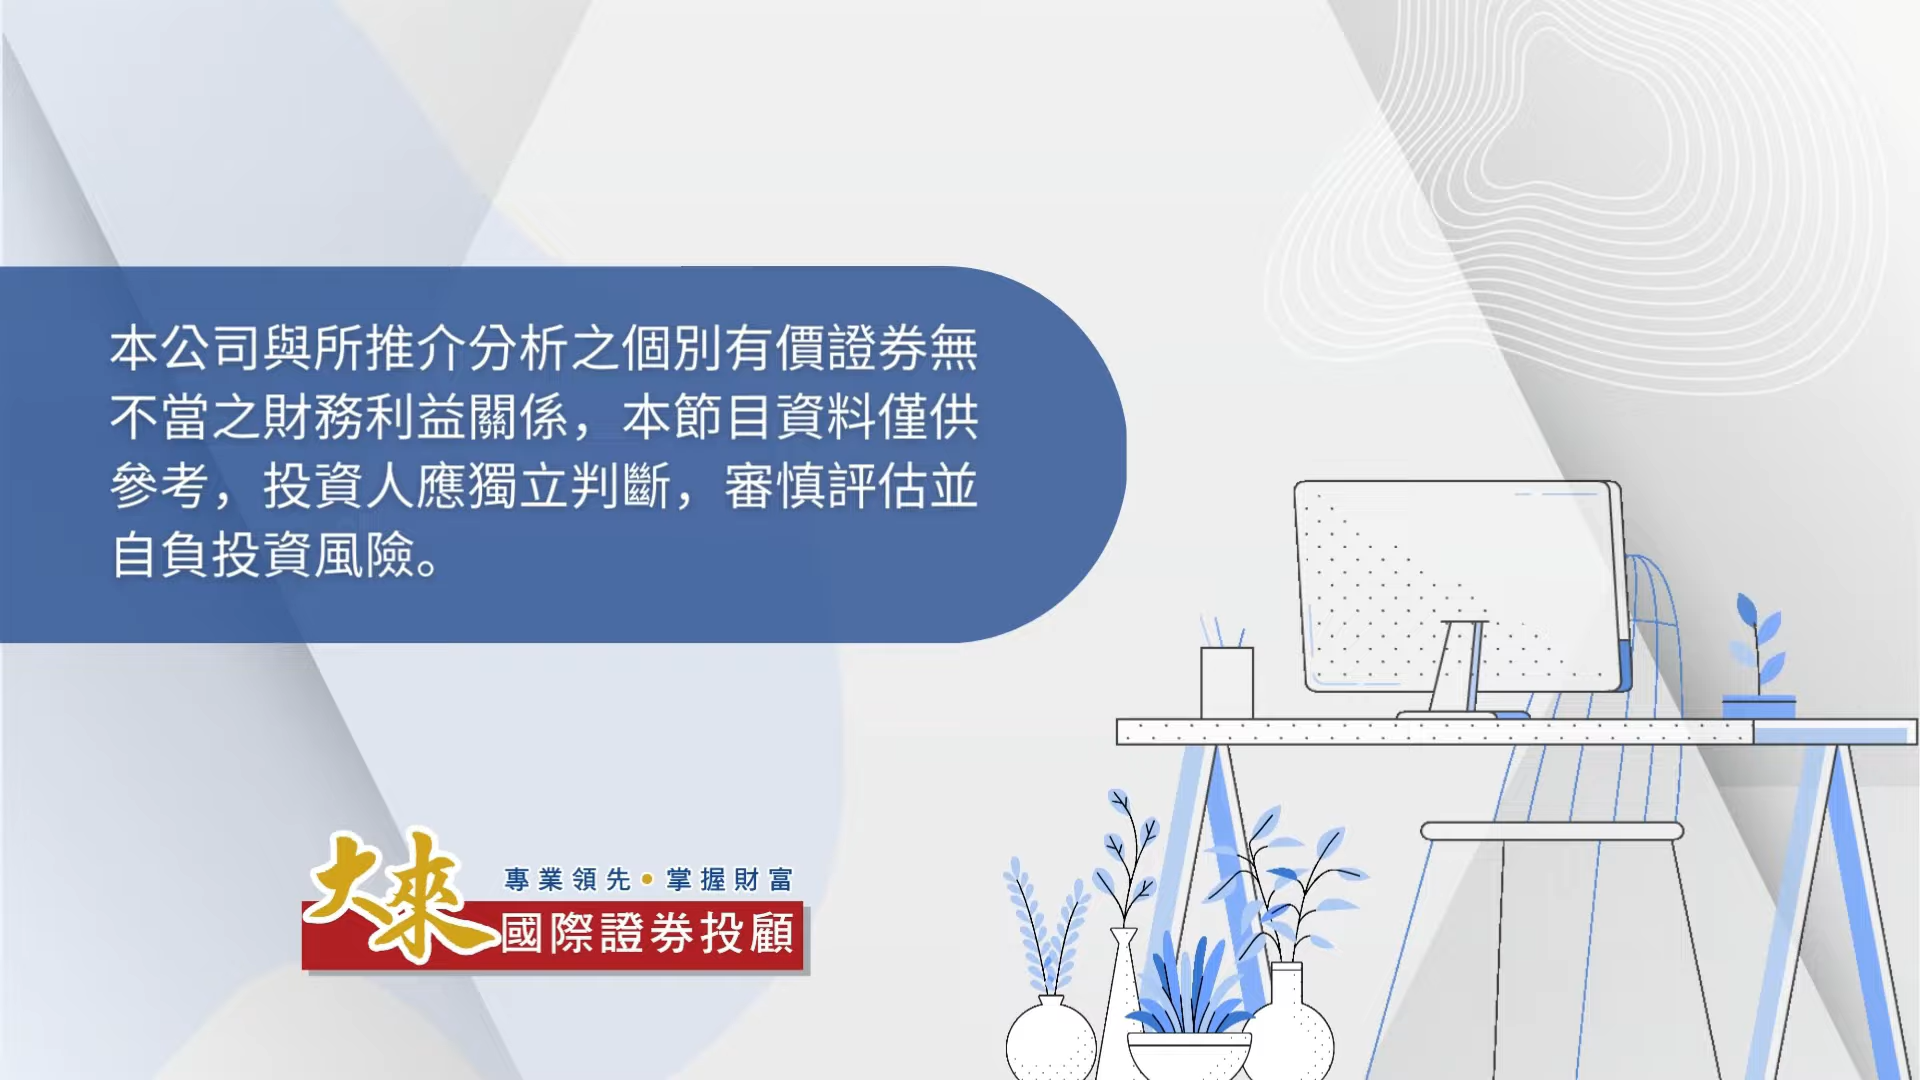 本公司與所推介分析之個別有價證券無
不當之財務利益關係，本節目資料僅供
參考，投資人應獨立判斷，審慎評估並
自負投資風險。
專業領先•掌握財富
大來國際證券投顧